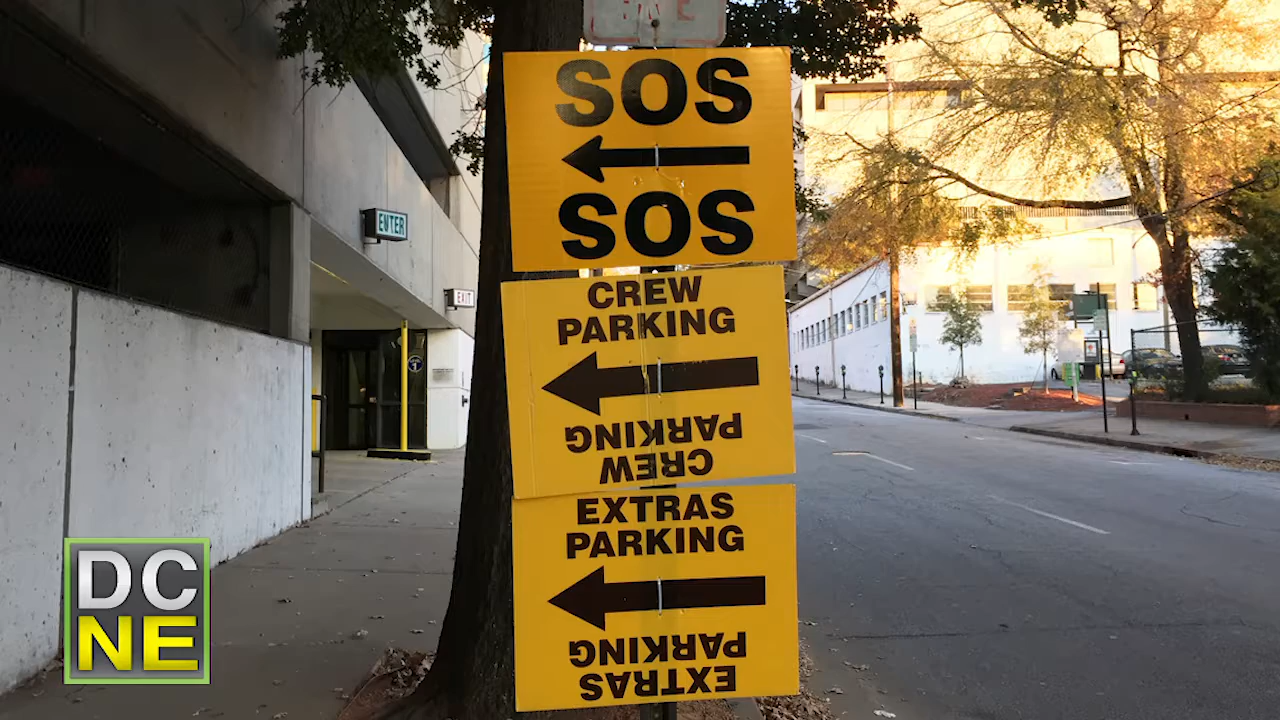 SOS
SOS
CREW
PARKING
PARKING
CREW
EXTRAS
PARKING
PARKING
EXTRAS
ENTER
EXIT
DC
NE